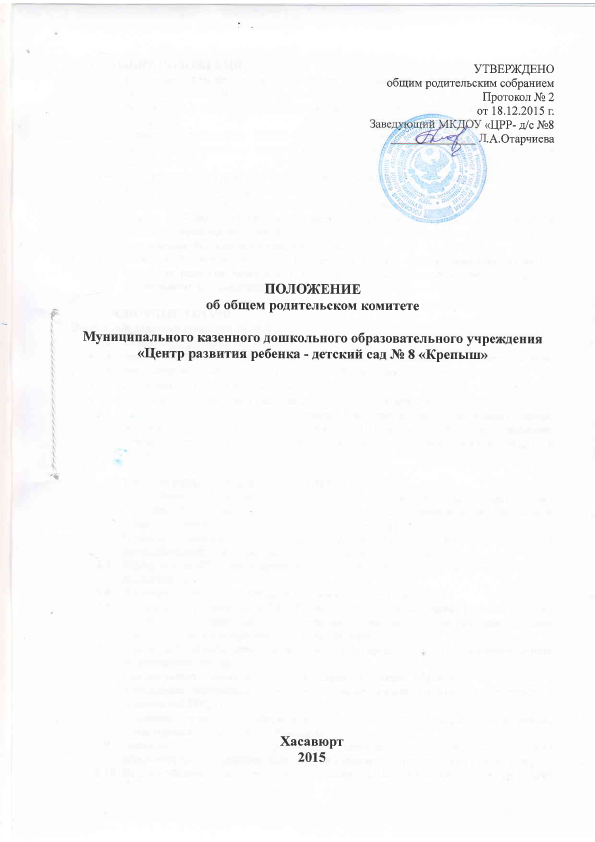 УТВЕРЖДЕНО
общим родительским собранием
Протокол № 2
от 18.12.2015 г.
Заведующий МКДОУ «ЦРР- д/с №8
Л.А.Отарчиева
ПОЛОЖЕНИЕ
об общем родительском комитете
Муниципального казенного дошкольного образовательного учреждения
«Центр развития ребенка - детский сад № 8 «Крепыш»
Хасавюрт
2015